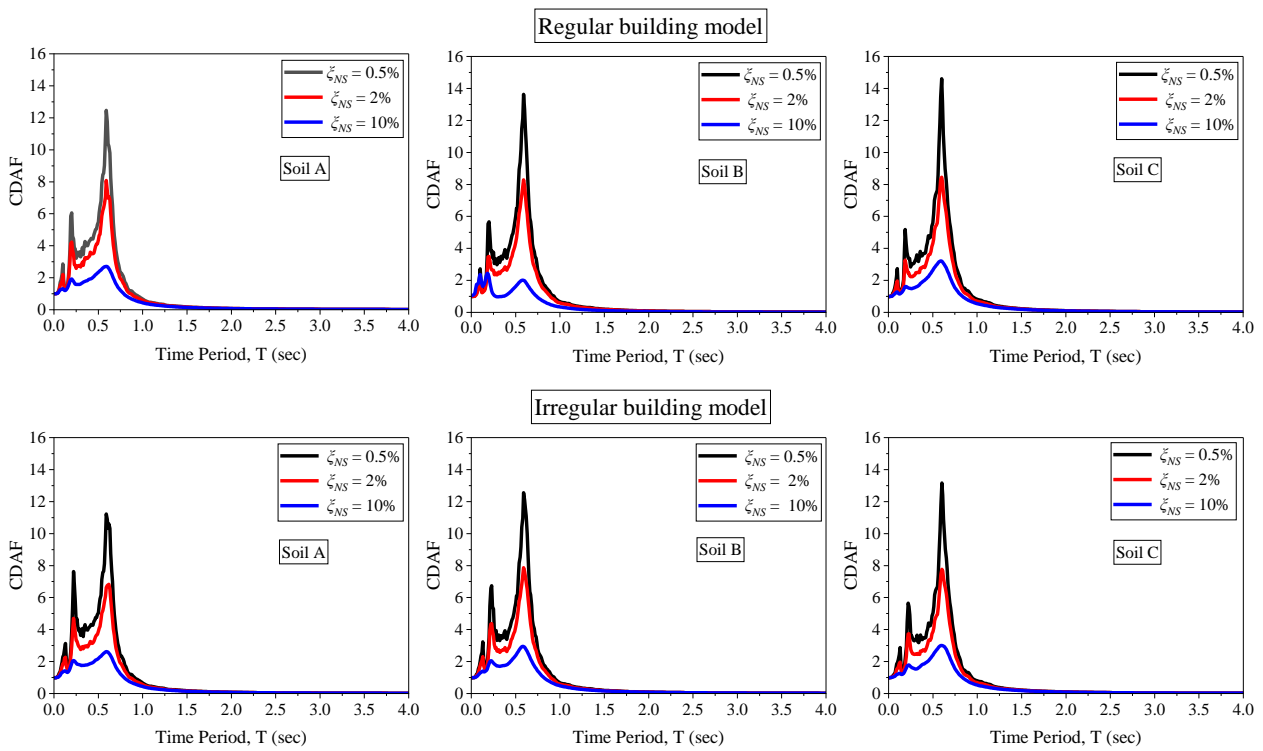 Regular building model
16
14
12
10
8
6
4
2
0
CDAF
ξNS = 0.5%
ξNS = 2%
ξNS = 10%
Soil A
0.0 0.5 1.0 1.5 2.0 2.5 3.0 3.5 4.0
Time Period, T (sec)
16
14
12
10
8
6
4
2
0
CDAF
ξNS = 0.5%
ξNS = 2%
ξNS = 10%
Soil B
0.0 0.5 1.0 1.5 2.0 2.5 3.0 3.5 4.0
Time Period, T (sec)
16
14
12
10
8
6
4
2
0
CDAF
ξNS = 0.5%
ξNS = 2%
ξNS = 10%
Soil C
0.0 0.5 1.0 1.5 2.0 2.5 3.0 3.5 4.0
Time Period, T (sec)
Irregular building model
16
14
12
10
8
6
4
2
0
CDAF
ξNS = 0.5%
ξNS = 2%
ξNS = 10%
Soil A
0.0 0.5 1.0 1.5 2.0 2.5 3.0 3.5 4.0
Time Period, T (sec)
16
14
12
10
8
6
4
2
0
CDAF
ξNS = 0.5%
ξNS = 2%
ξNS = 10%
Soil B
0.0 0.5 1.0 1.5 2.0 2.5 3.0 3.5 4.0
Time Period, T (sec)
16
14
12
10
8
6
4
2
0
CDAF
ξNS = 0.5%
ξNS = 2%
ξNS = 10%
Soil C
0.0 0.5 1.0 1.5 2.0 2.5 3.0 3.5 4.0
Time Period, T (sec)